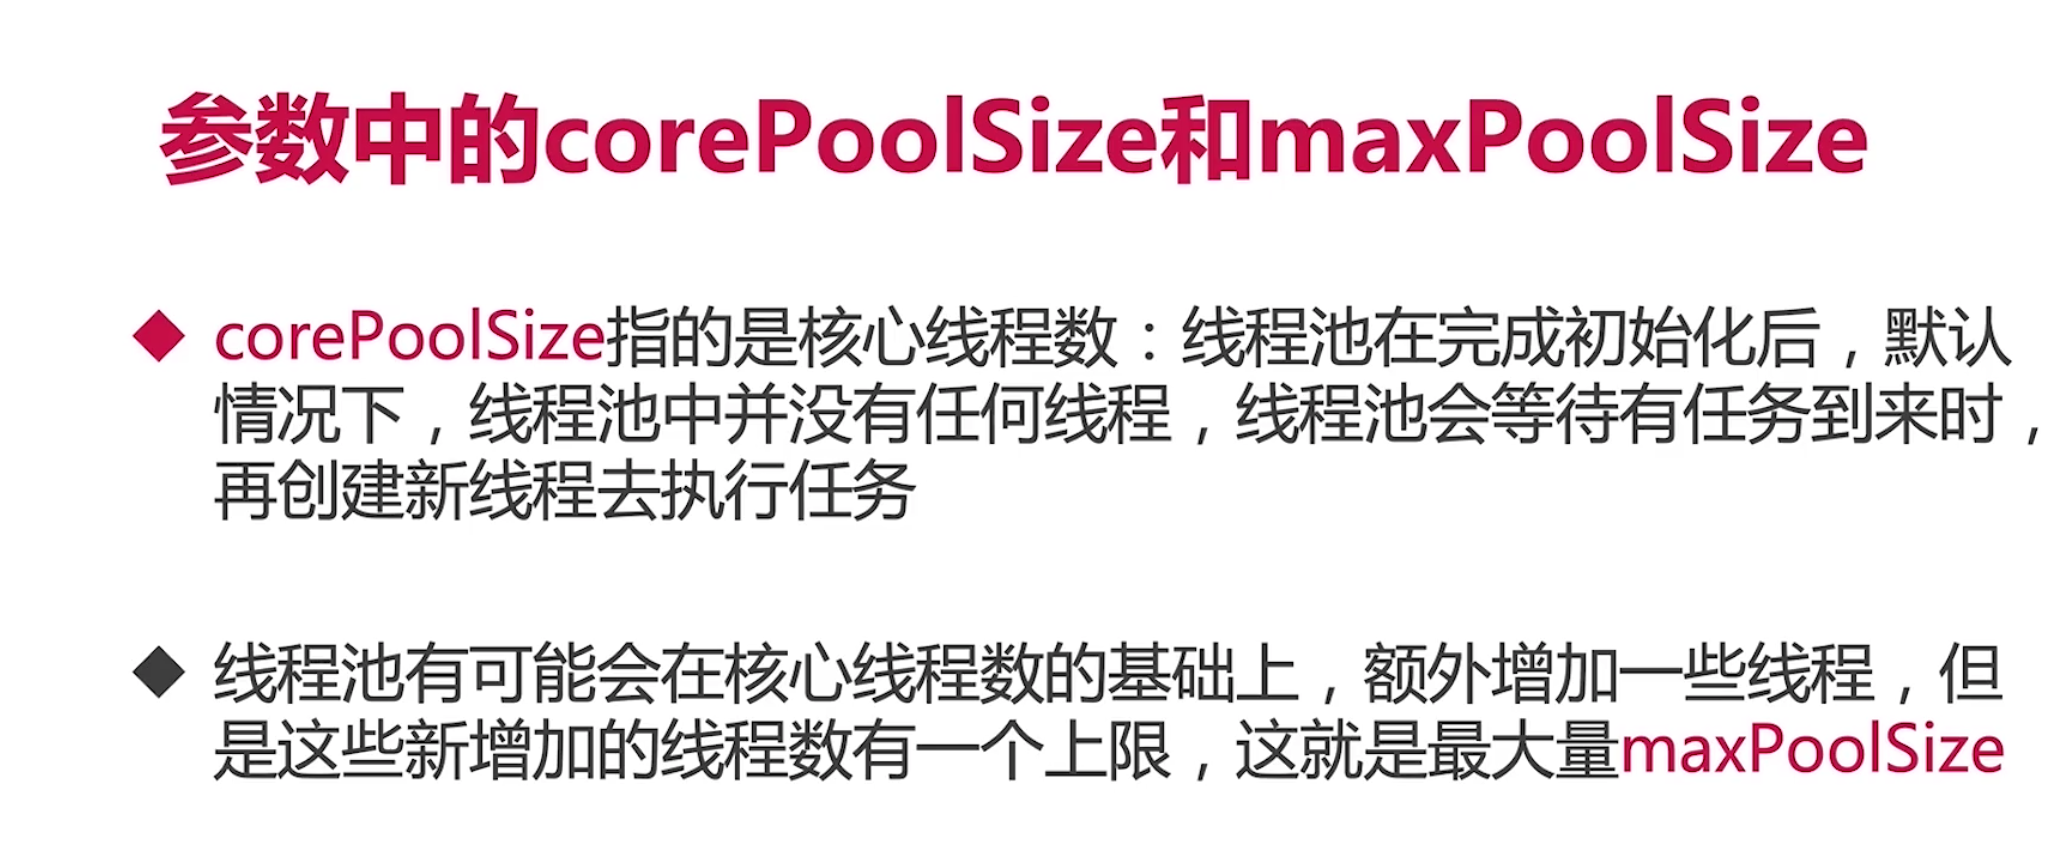 参数中的corePoolSize和maxPoolSize
corePoolSize指的是核心线程数：线程池在完成初始化后，默认
情况下，线程池中并没有任何线程，线程池会等待有任务到来时，
再创建新线程去执行任务
线程池有可能会在核心线程数的基础上，额外增加一些线程，但
是这些新增加的线程数有一个上限，这就是最大量maxPoolSize